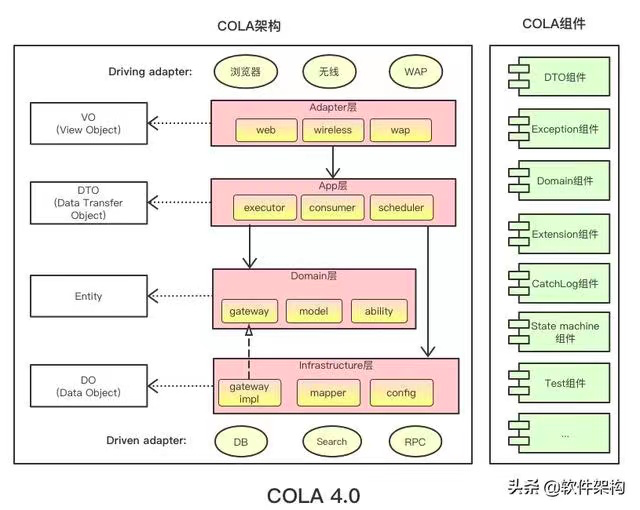 COLA架构
COLA组件
Driving adapter:
浏览器
无线
WAP
Adapter层
web
wireless
wap
VO
(View Object)
App层
executor
consumer
scheduler
DTO
(Data Transfer
Object)
Domain层
gateway
model
ability
Entity
Infrastructure层
gateway
impl
mapper
config
DO
(Data Object)
Driven adapter:
DB
Search
RPC
DTO组件
Exception组件
Domain组件
Extension组件
CatchLog组件
State machine
组件
Test组件
...
COLA 4.0
头条 @软件架构